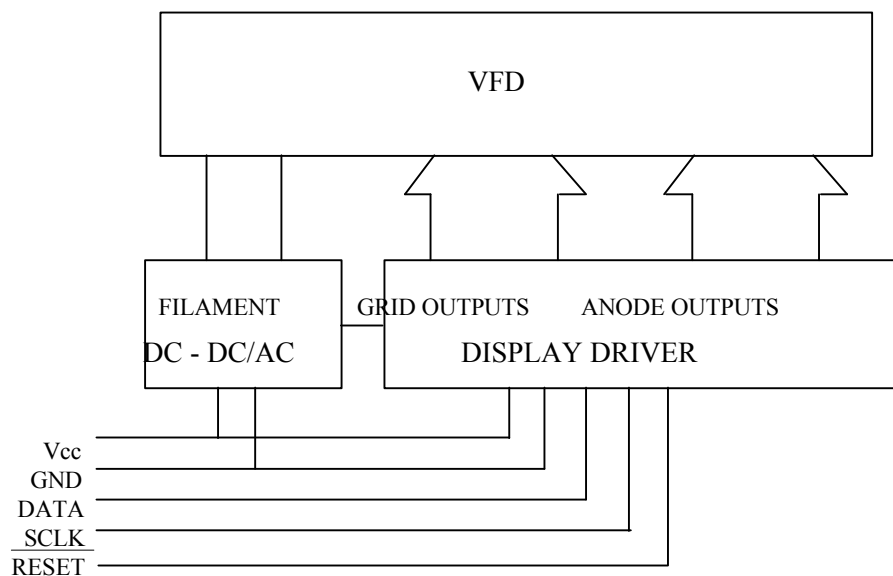 VFD
FILAMENT
GRID OUTPUTS
ANODE OUTPUTS
DC - DC/AC
DISPLAY DRIVER
Vcc
GND
DATA
SCLK
RESET